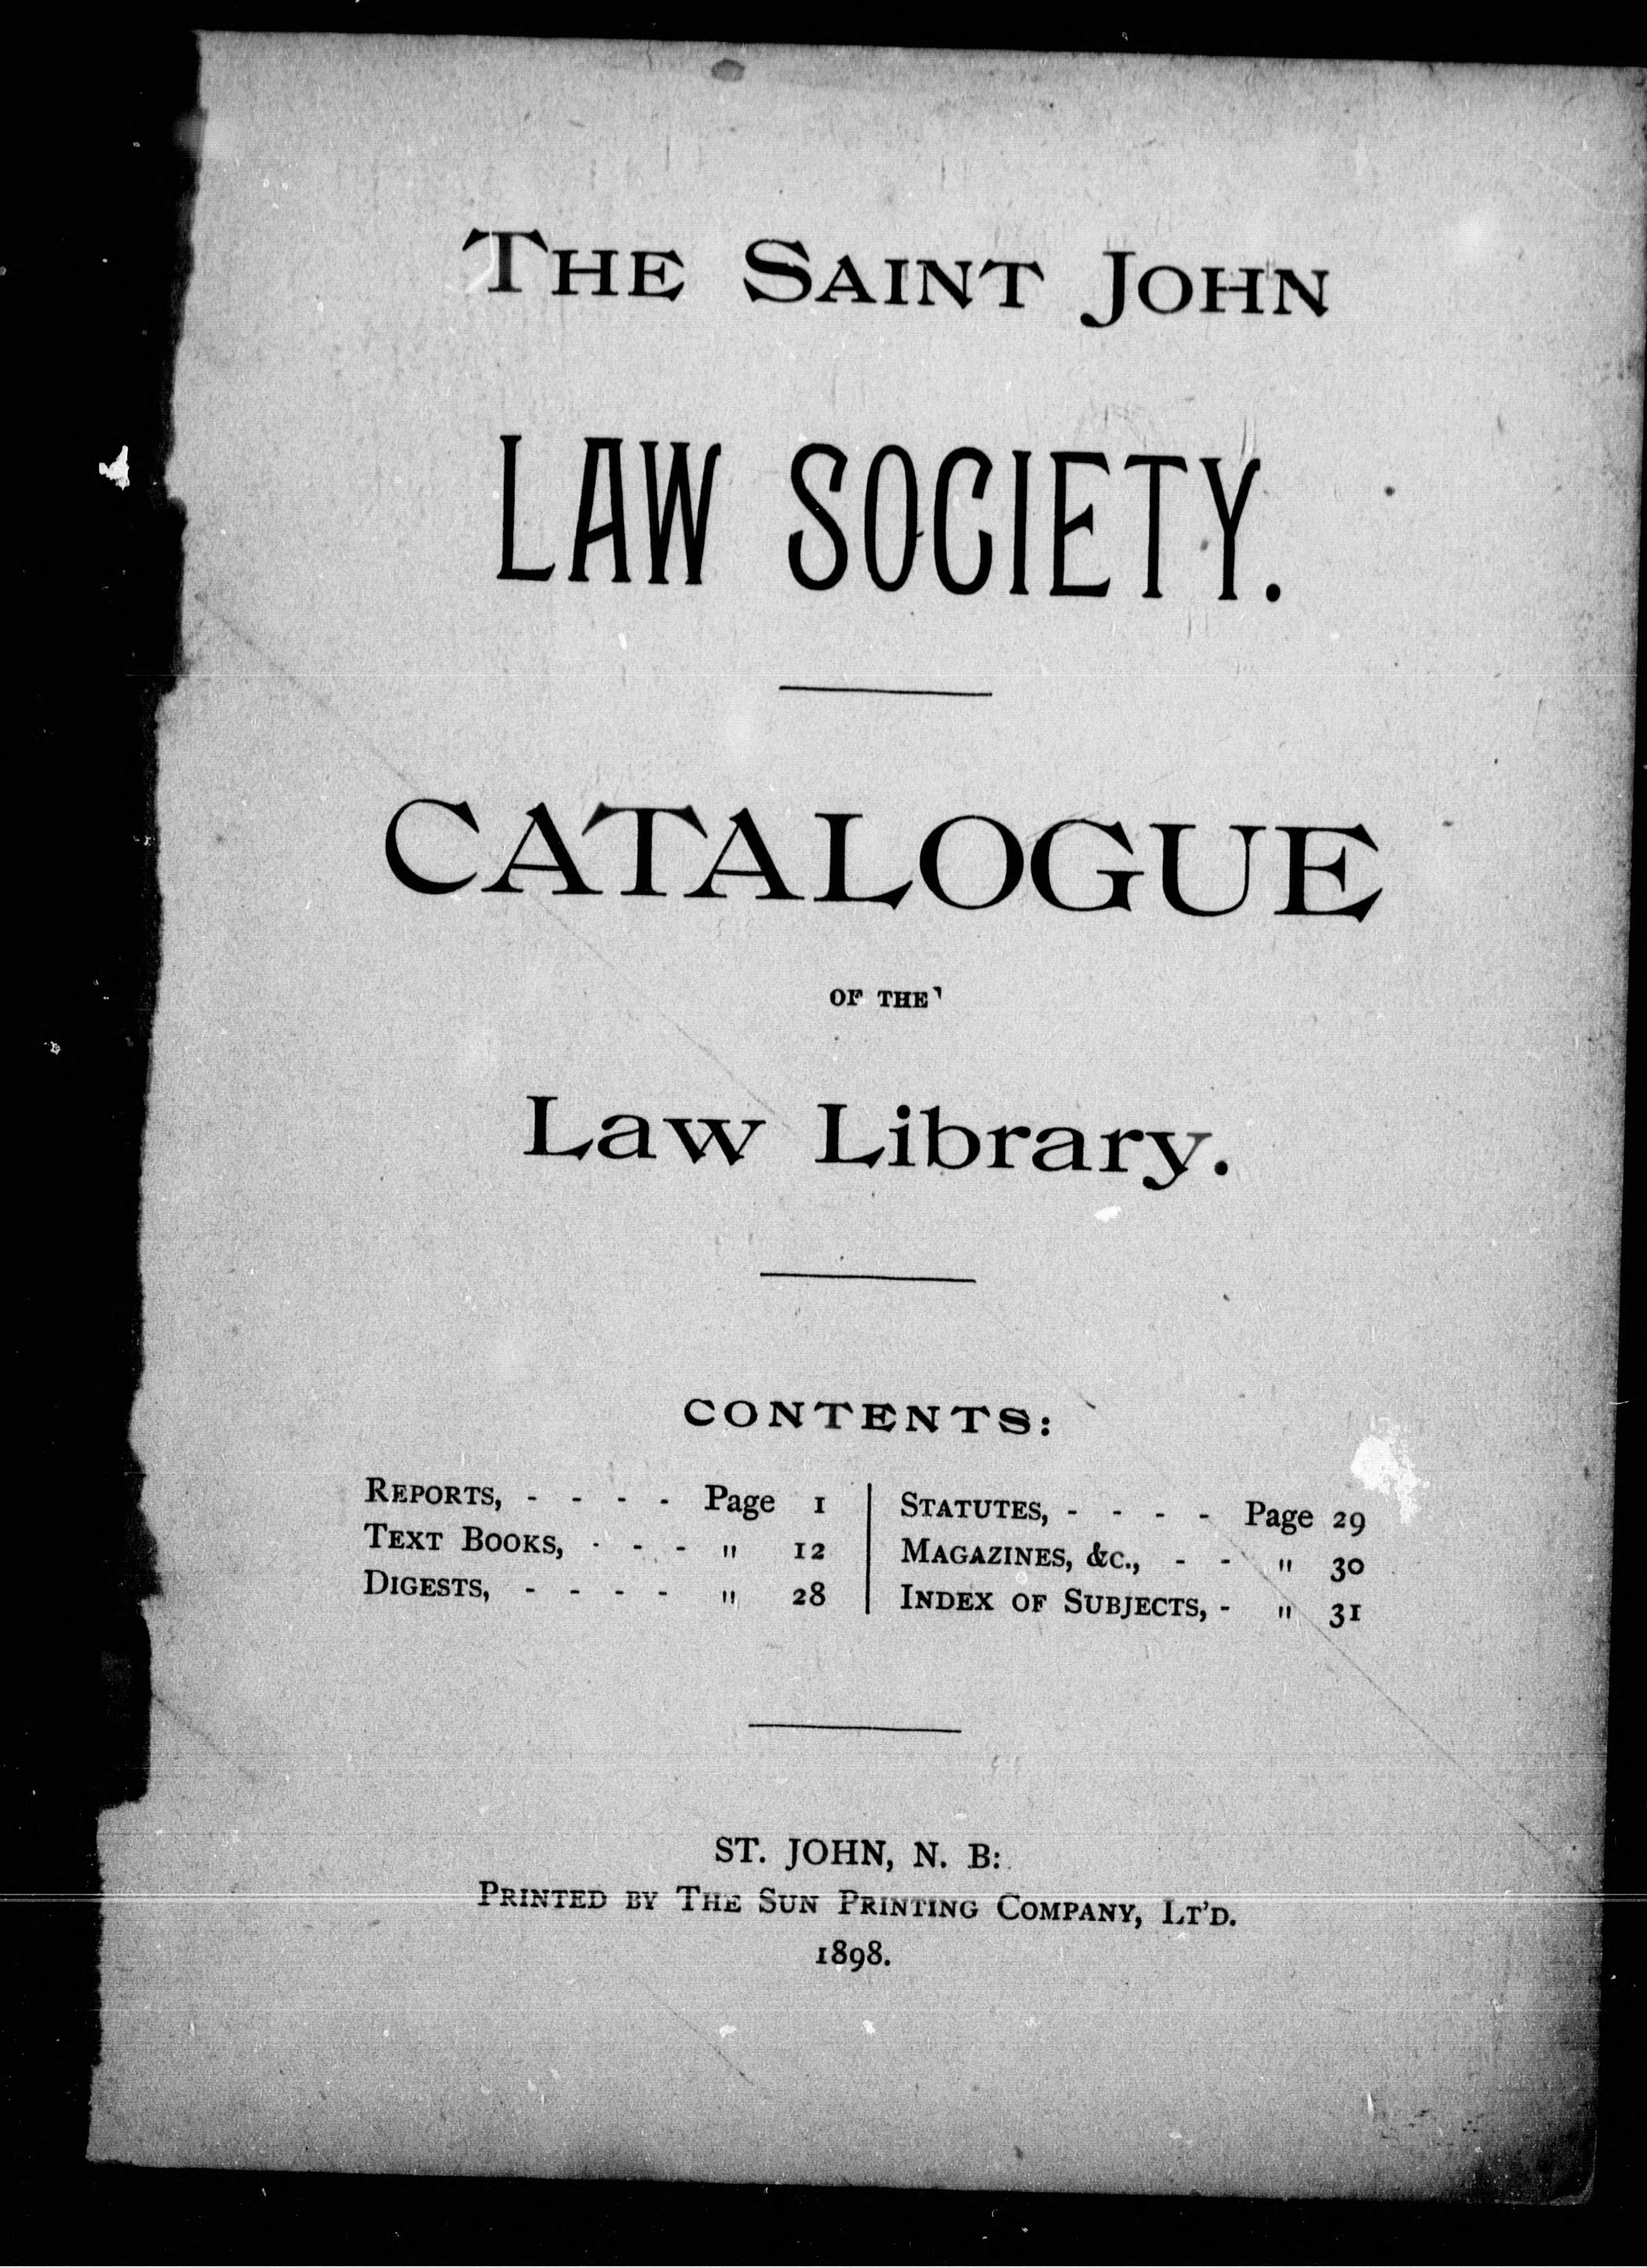 THE SAINT JOHN
LAW SOCIETY.
CATALOGUE
OF THE
Law Library.
CONTENTS:
REPORTS, - - - - Page 1
TEXT BOOKS, - - - " 12
DIGESTS, - - - - " 28
STATUTES, - - - - Page 29
MAGAZINES, &C., - - " 30
INDEX OF SUBJECTS, - " 31
ST. JOHN, N. B:
PRINTED BY THE SUN PRINTING COMPANY, LT'D.
1898.